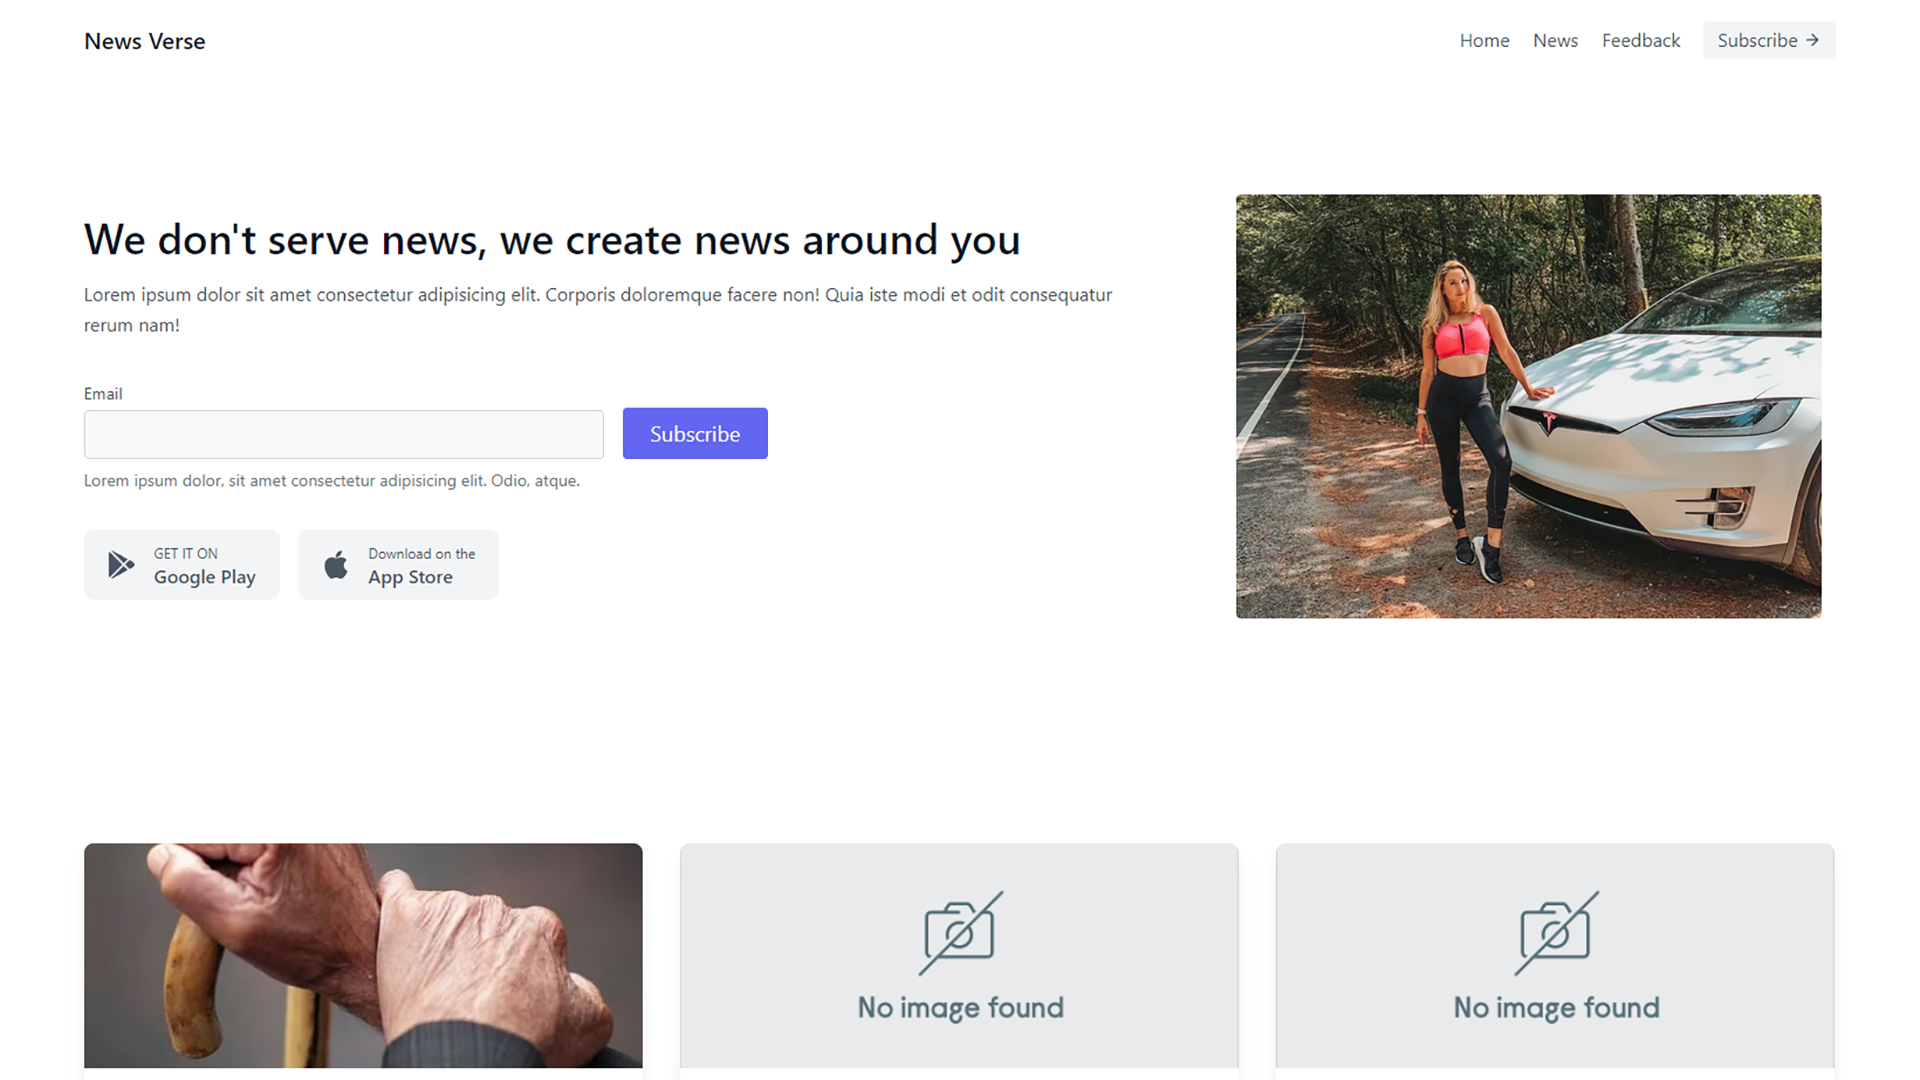 News Verse
Home
News
Feedback
Subscribe →
We don't serve news, we create news around you
Lorem ipsum dolor sit amet consectetur adipisicing elit. Corporis doloremque facere non! Quia iste modi et odit consequatur
rerum nam!
Email
Subscribe
Lorem ipsum dolor, sit amet consectetur adipisicing elit. Odio, atque.
GET IT ON
Google Play
Download on the
App Store
No image found
No image found